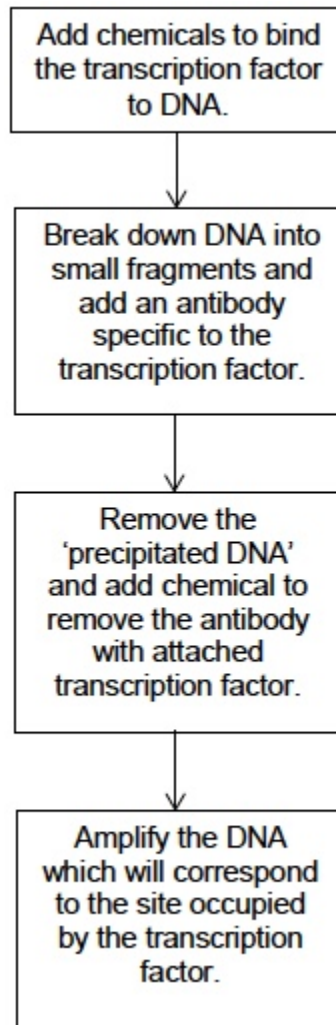 Add chemicals to bind
the transcription factor
to DNA.
Break down DNA into
small fragments and
add an antibody
specific to the
transcription factor.
Remove the
‘precipitated DNA’
and add chemical to
remove the antibody
with attached
transcription factor.
Amplify the DNA
which will correspond
to the site occupied
by the transcription
factor.